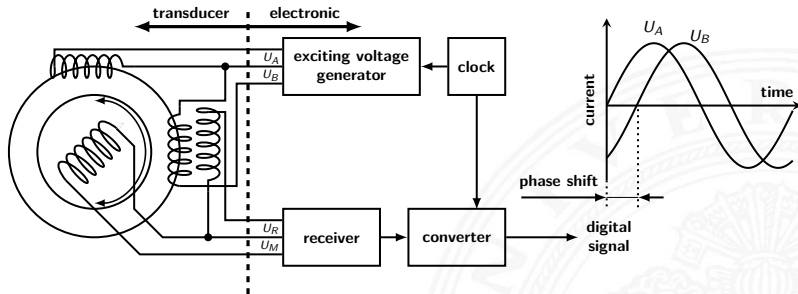 transducer
electronic
U_A
U_B
exciting voltage
generator
clock
U_R
U_M
receiver
converter
digital
signal
current
U_A
U_B
time
phase shift